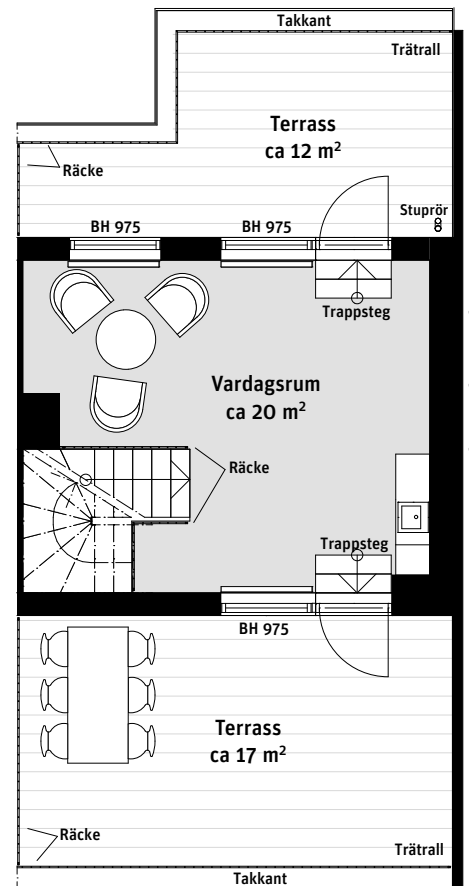 Takkant
Trätrall
Terrass
ca 12 m²
Räcke
Stuprör
BH 975
BH 975
Trappsteg
Vardagsrum
ca 20 m²
Räcke
Trappsteg
BH 975
Terrass
ca 17 m²
Räcke
Trätrall
Takkant